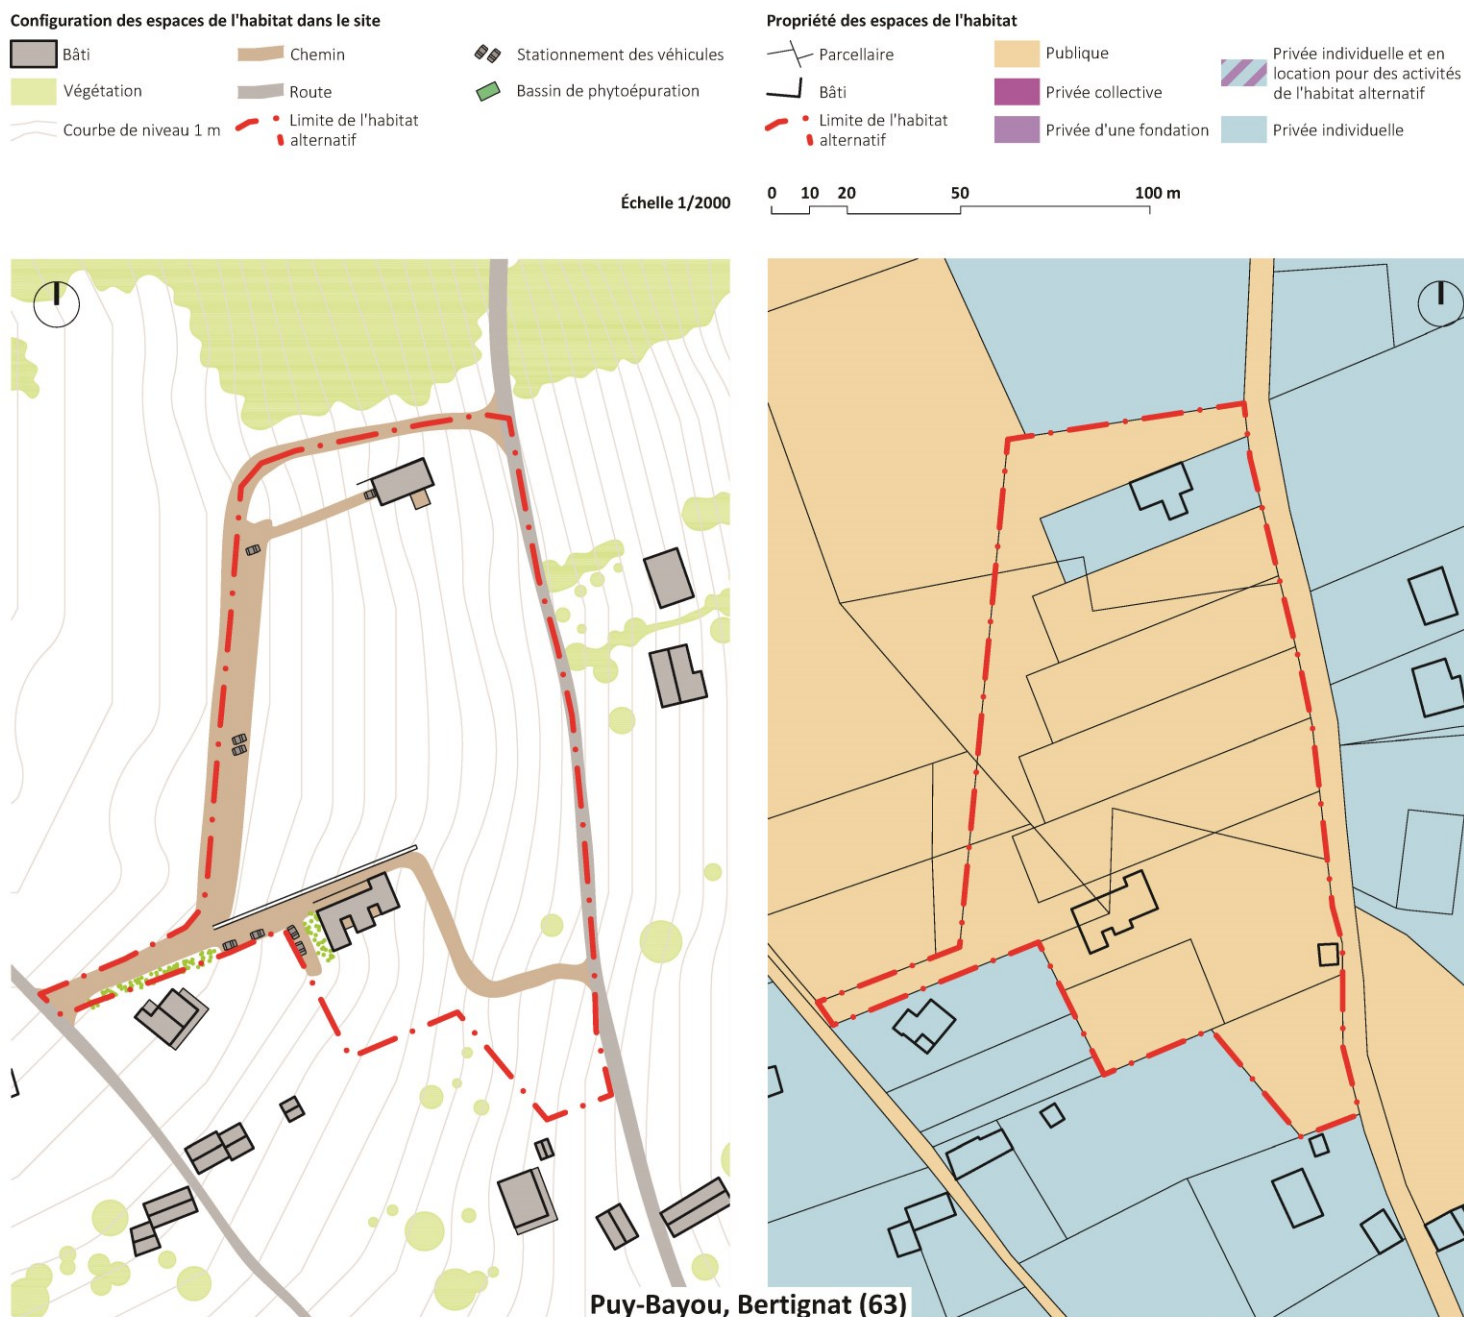 Configuration des espaces de l'habitat dans le site
Bâti
Chemin
Stationnement des véhicules
Végétation
Route
Bassin de phytoépuration
Courbe de niveau 1 m
Limite de l'habitat
alternatif
Propriété des espaces de l'habitat
Parcellaire
Publique
Privée individuelle et en
location pour des activités
de l'habitat alternatif
Bâti
Privée collective
Limite de l'habitat
alternatif
Privée d'une fondation
Privée individuelle
Échelle 1/2000
0 10 20 50 100 m
Puy-Bayou, Bertignat (63)